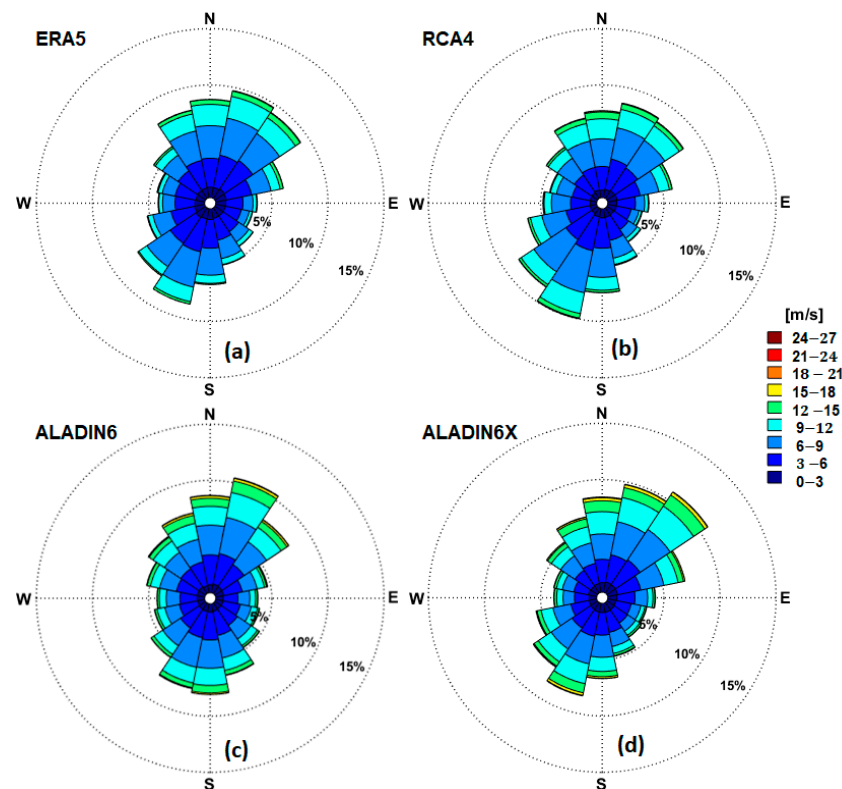 N
N
ERA5
RCA4
W
E
W
E
5%
10%
15%
5%
10%
15%
(a)
(b)
S
S
[m/s]
24−27
21−24
18 − 21
15−18
12 −15
9−12
6−9
3 −6
0−3
N
N
ALADIN6
ALADIN6X
W
E
W
E
5%
10%
15%
5%
10%
15%
(c)
(d)
S
S